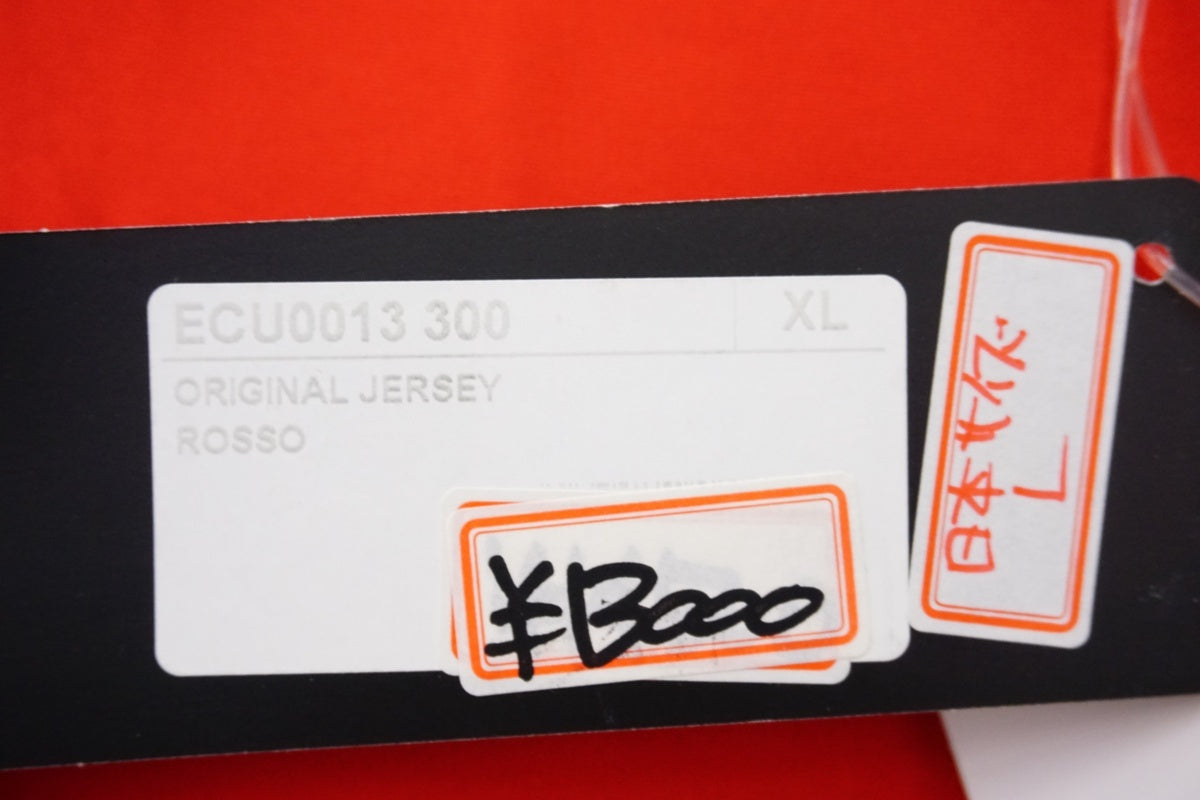 ECU0013 300
XL
ORIGINAL JERSEY
ROSSO
¥13000
日本サイズ
L